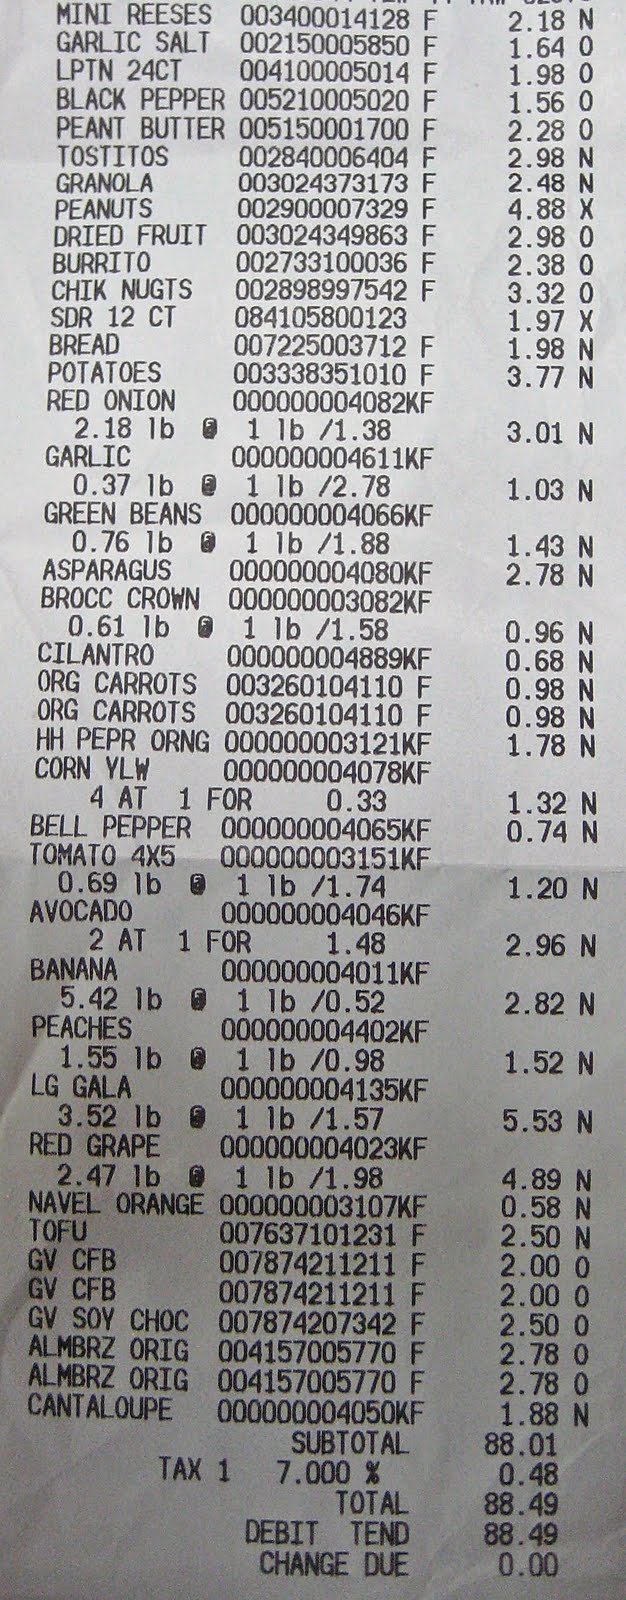 MINI REESES 003400014128 F 2.18 N
GARLIC SALT 002150005850 F 1.64 O
LPTN 24CT 004100005014 F 1.98 O
BLACK PEPPER 005210005020 F 1.56 O
PEANT BUTTER 005150001700 F 2.28 O
TOSTITOS 002840006404 F 2.98 N
GRANOLA 003024373173 F 2.48 N
PEANUTS 002900007329 F 4.88 X
DRIED FRUIT 003024349863 F 2.98 O
BURRITO 002733100036 F 2.38 O
CHIK NUGTS 002898997542 F 3.32 O
SDR 12 CT 084105800123 1.97 X
BREAD 007225003712 F 1.98 N
POTATOES 003338351010 F 3.77 N
RED ONION 000000004082KF
2.18 lb @ 1 lb /1.38 3.01 N
GARLIC 000000004611KF
0.37 lb @ 1 lb /2.78 1.03 N
GREEN BEANS 000000004066KF
0.76 lb @ 1 lb /1.88 1.43 N
ASPARAGUS 000000004080KF 2.78 N
BROCC CROWN 000000003082KF
0.61 lb @ 1 lb /1.58 0.96 N
CILANTRO 000000004889KF 0.68 N
ORG CARROTS 003260104110 F 0.98 N
ORG CARROTS 003260104110 F 0.98 N
HH PEPR ORNG 000000003121KF 1.78 N
CORN YLW 000000004078KF
4 AT 1 FOR 0.33 1.32 N
BELL PEPPER 000000004065KF 0.74 N
TOMATO 4X5 000000003151KF
0.69 lb @ 1 lb /1.74 1.20 N
AVOCADO 000000004046KF
2 AT 1 FOR 1.48 2.96 N
BANANA 000000004011KF
5.42 lb @ 1 lb /0.52 2.82 N
PEACHES 000000004402KF
1.55 lb @ 1 lb /0.98 1.52 N
LG GALA 000000004135KF
3.52 lb @ 1 lb /1.57 5.53 N
RED GRAPE 000000004023KF
2.47 lb @ 1 lb /1.98 4.89 N
NAVEL ORANGE 000000003107KF 0.58 N
TOFU 007637101231 F 2.50 N
GV CFB 007874211211 F 2.00 O
GV CFB 007874211211 F 2.00 O
GV SOY CHOC 007874207342 F 2.50 O
ALMBRZ ORIG 004157005770 F 2.78 O
ALMBRZ ORIG 004157005770 F 2.78 O
CANTALOUPE 000000004050KF 1.88 N
SUBTOTAL 88.01
TAX 1 7.000 % 0.48
TOTAL 88.49
DEBIT TEND 88.49
CHANGE DUE 0.00